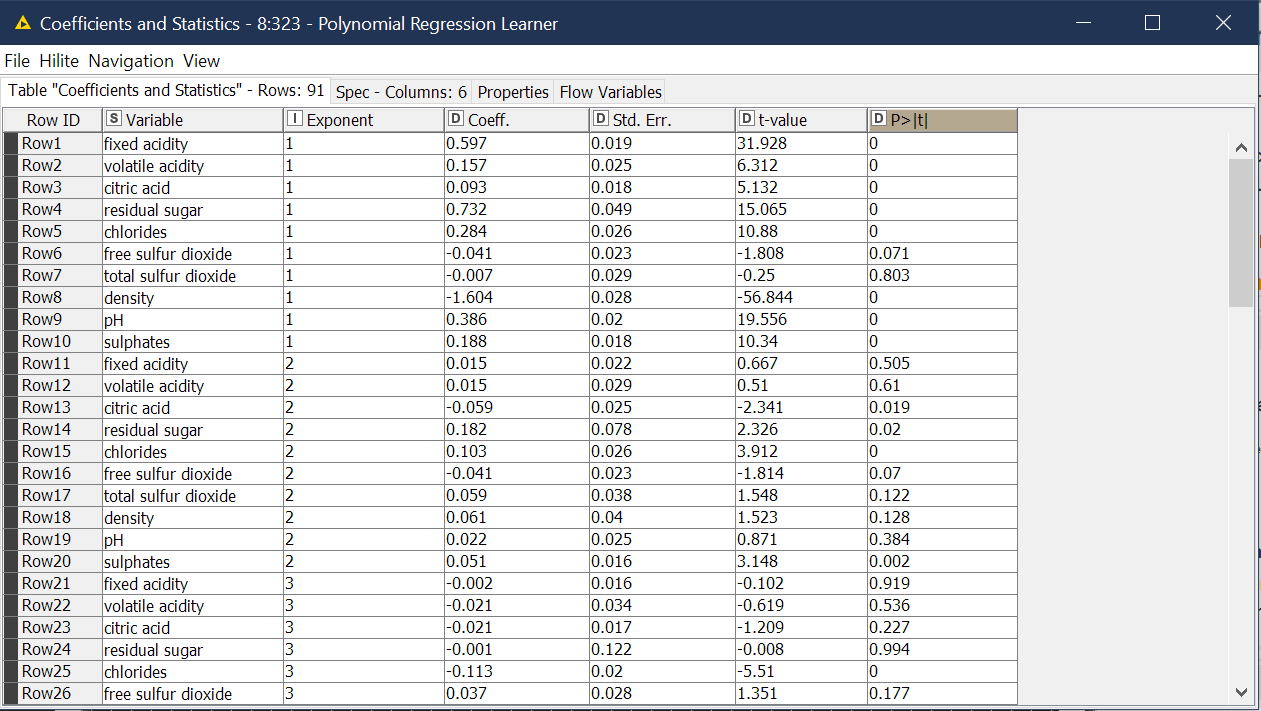 Coefficients and Statistics - 8:323 - Polynomial Regression Learner
File Hilite Navigation View
Table "Coefficients and Statistics" - Rows: 91 Spec - Columns: 6 Properties Flow Variables
Row ID S Variable I Exponent D Coeff. D Std. Err. D t-value D P>|t|
Row1 fixed acidity 1 0.597 0.019 31.928 0
Row2 volatile acidity 1 0.157 0.025 6.312 0
Row3 citric acid 1 0.093 0.018 5.132 0
Row4 residual sugar 1 0.732 0.049 15.065 0
Row5 chlorides 1 0.284 0.026 10.88 0
Row6 free sulfur dioxide 1 -0.041 0.023 -1.808 0.071
Row7 total sulfur dioxide 1 -0.007 0.029 -0.25 0.803
Row8 density 1 -1.604 0.028 -56.844 0
Row9 pH 1 0.386 0.02 19.556 0
Row10 sulphates 1 0.188 0.018 10.34 0
Row11 fixed acidity 2 0.015 0.022 0.667 0.505
Row12 volatile acidity 2 0.015 0.029 0.51 0.61
Row13 citric acid 2 -0.059 0.025 -2.341 0.019
Row14 residual sugar 2 0.182 0.078 2.326 0.02
Row15 chlorides 2 0.103 0.026 3.912 0
Row16 free sulfur dioxide 2 -0.041 0.023 -1.814 0.07
Row17 total sulfur dioxide 2 0.059 0.038 1.548 0.122
Row18 density 2 0.061 0.04 1.523 0.128
Row19 pH 2 0.022 0.025 0.871 0.384
Row20 sulphates 2 0.051 0.016 3.148 0.002
Row21 fixed acidity 3 -0.002 0.016 -0.102 0.919
Row22 volatile acidity 3 -0.021 0.034 -0.619 0.536
Row23 citric acid 3 -0.021 0.017 -1.209 0.227
Row24 residual sugar 3 -0.001 0.122 -0.008 0.994
Row25 chlorides 3 -0.113 0.02 -5.51 0
Row26 free sulfur dioxide 3 0.037 0.028 1.351 0.177